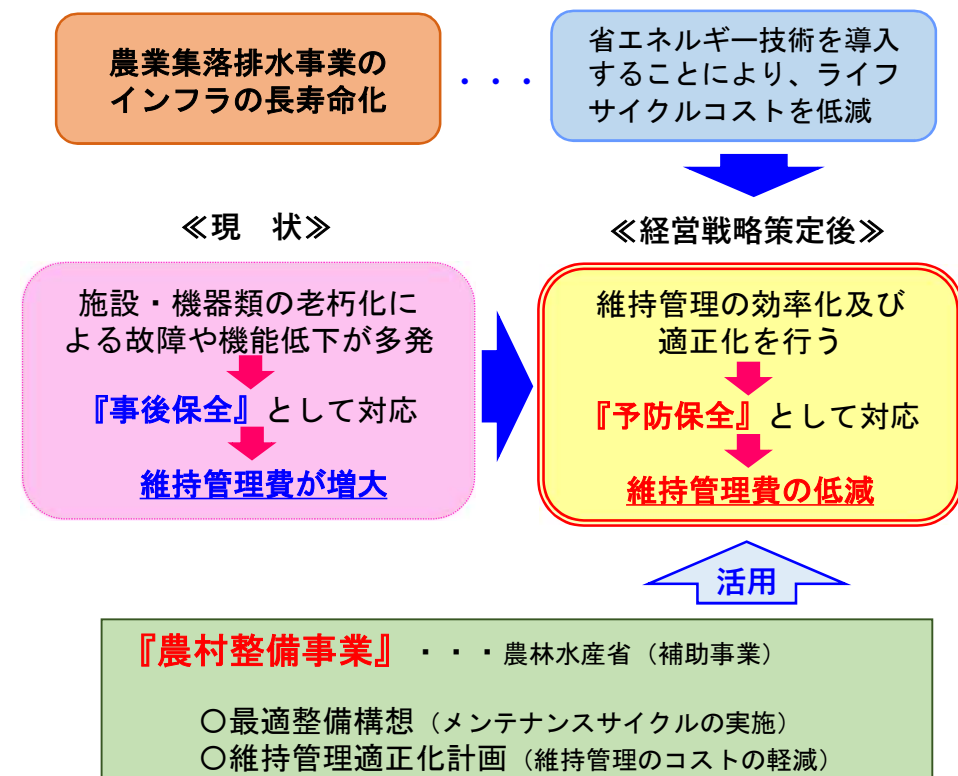 農業集落排水事業の
インフラの長寿命化
・・・
省エネルギー技術を導入
することにより、ライフ
サイクルコストを低減
≪現　状≫
施設・機器類の老朽化に
よる故障や機能低下が多発
『事後保全』として対応
維持管理費が増大
≪経営戦略策定後≫
維持管理の効率化及び
適正化を行う
『予防保全』として対応
維持管理費の低減
活用
『農村整備事業』・・・農林水産省（補助事業）
〇最適整備構想（メンテナンスサイクルの実施）
〇維持管理適正化計画（維持管理のコストの軽減）